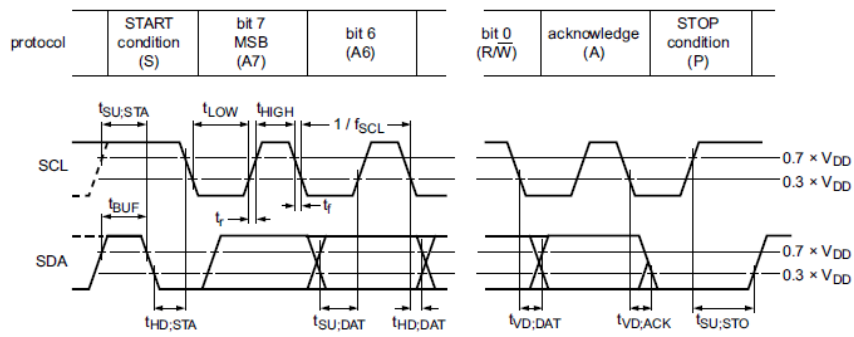 protocol
START
condition
(S)
bit 7
MSB
(A7)
bit 6
(A6)
bit 0
(R/W̅)
acknowledge
(A)
STOP
condition
(P)
tSU;STA
tLOW
tHIGH
1 / fSCL
SCL
0.7 × VDD
0.3 × VDD
tBUF
tr
tf
SDA
0.7 × VDD
0.3 × VDD
tHD;STA
tSU;DAT
tHD;DAT
tVD;DAT
tVD;ACK
tSU;STO